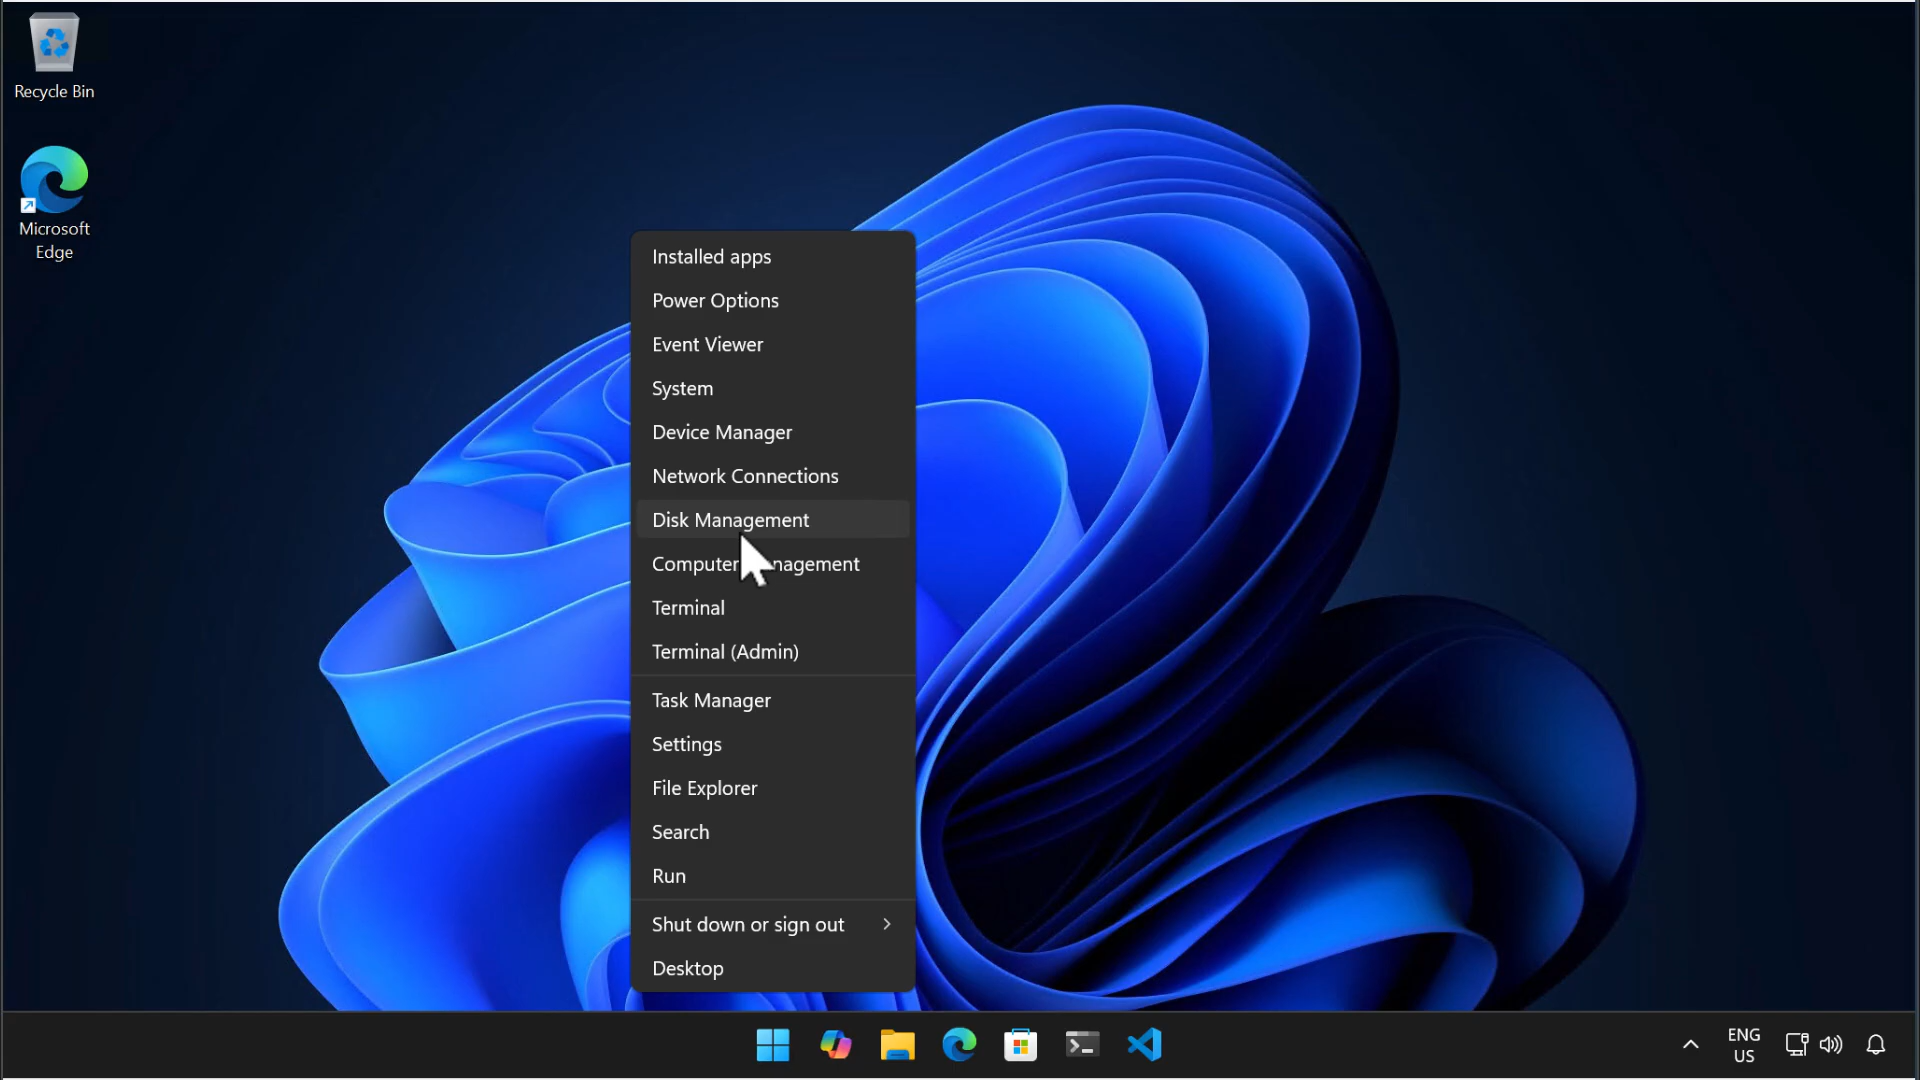 Recycle Bin
Microsoft
Edge
Installed apps
Power Options
Event Viewer
System
Device Manager
Network Connections
Disk Management
Computer nagement
Terminal
Terminal (Admin)
Task Manager
Settings
File Explorer
Search
Run
Shut down or sign out
Desktop
ENG
US